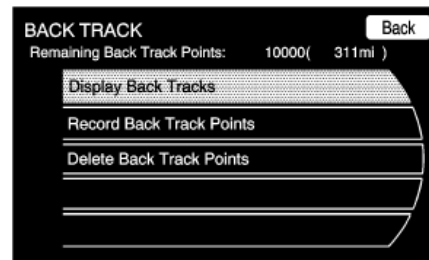 BACK TRACK Back
Remaining Back Track Points: 10000( 311mi )
Display Back Tracks
Record Back Track Points
Delete Back Track Points